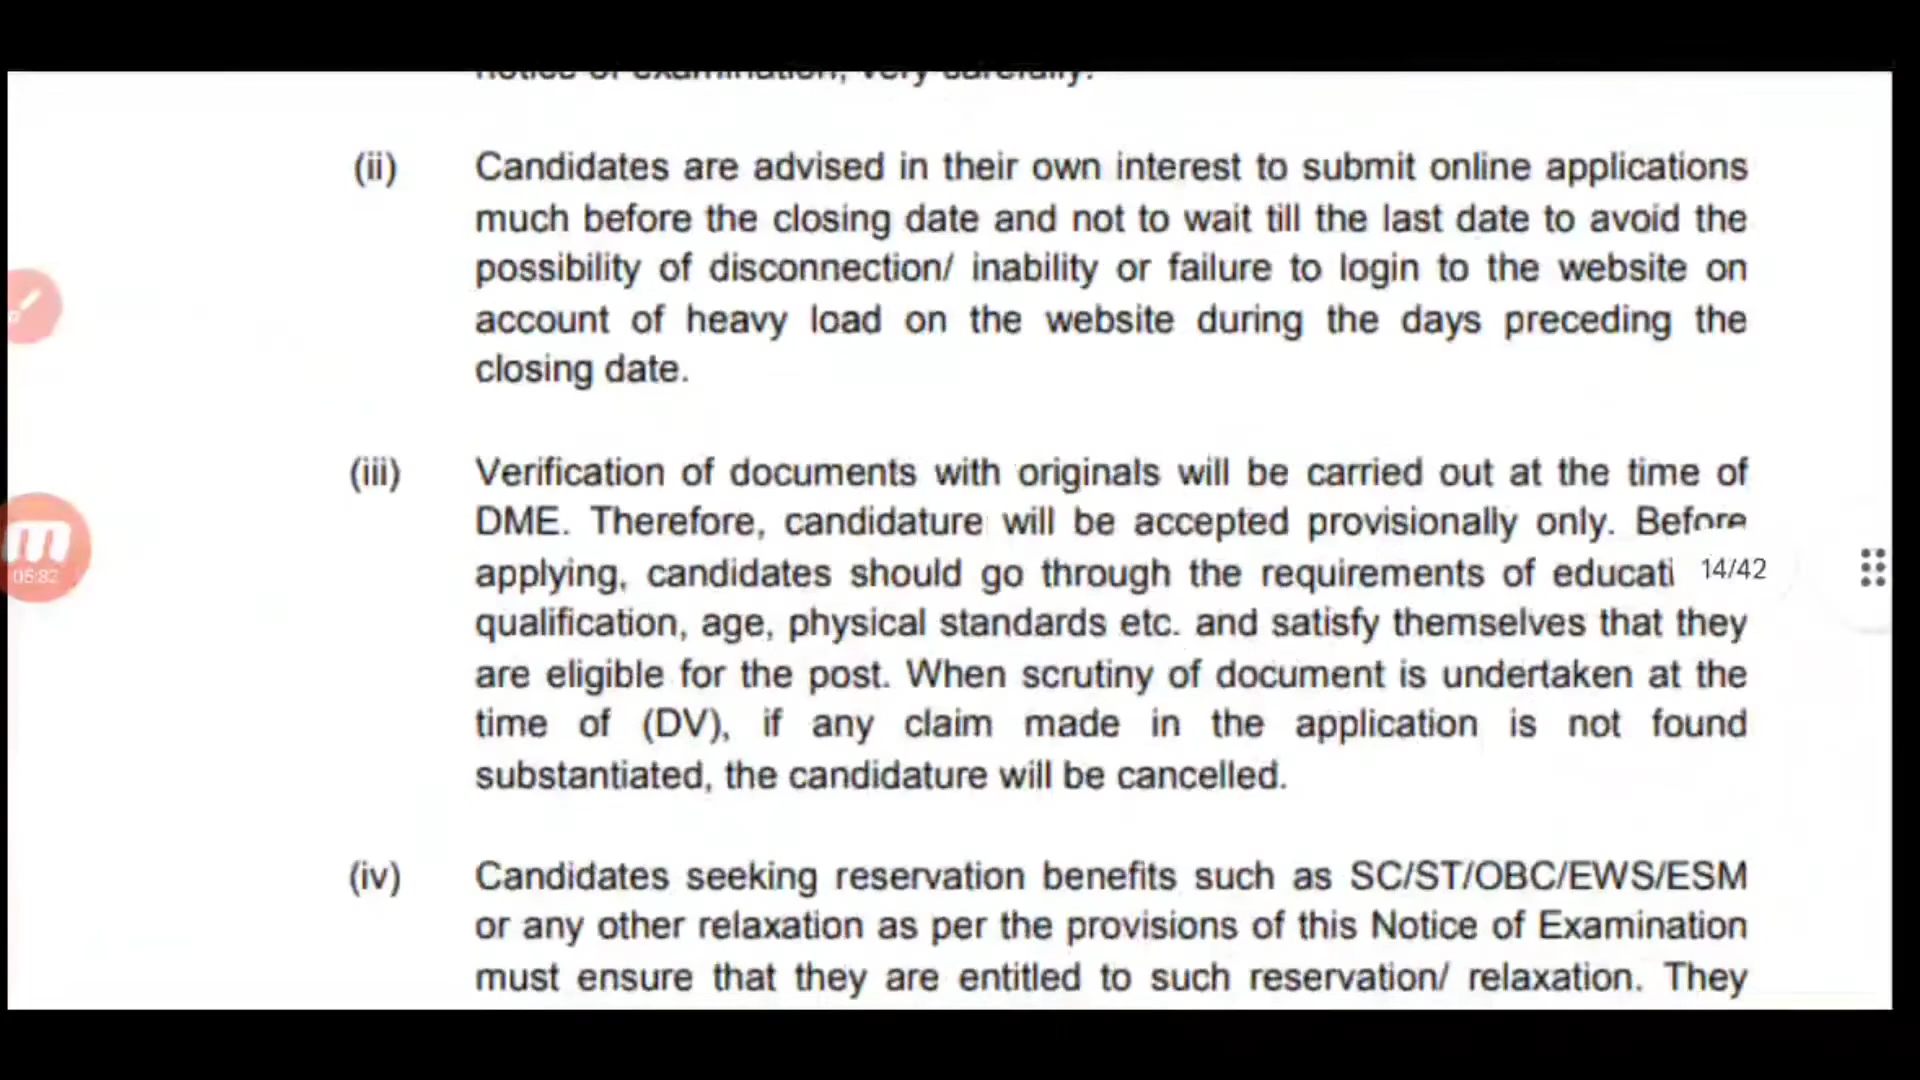 notice of examination, very carefully.
(ii) Candidates are advised in their own interest to submit online applications
much before the closing date and not to wait till the last date to avoid the
possibility of disconnection/ inability or failure to login to the website on
account of heavy load on the website during the days preceding the
closing date.
(iii) Verification of documents with originals will be carried out at the time of
DME. Therefore, candidature will be accepted provisionally only. Before
applying, candidates should go through the requirements of educati
14/42
qualification, age, physical standards etc. and satisfy themselves that they
are eligible for the post. When scrutiny of document is undertaken at the
time of (DV), if any claim made in the application is not found
substantiated, the candidature will be cancelled.
(iv) Candidates seeking reservation benefits such as SC/ST/OBC/EWS/ESM
or any other relaxation as per the provisions of this Notice of Examination
must ensure that they are entitled to such reservation/ relaxation. They